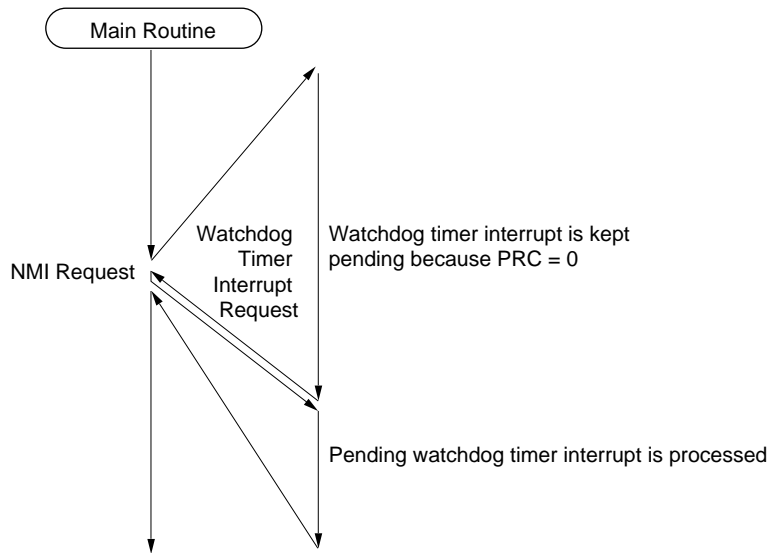 Main Routine
Watchdog
Timer
Interrupt
Request
Watchdog timer interrupt is kept
pending because PRC = 0
NMI Request
Pending watchdog timer interrupt is processed